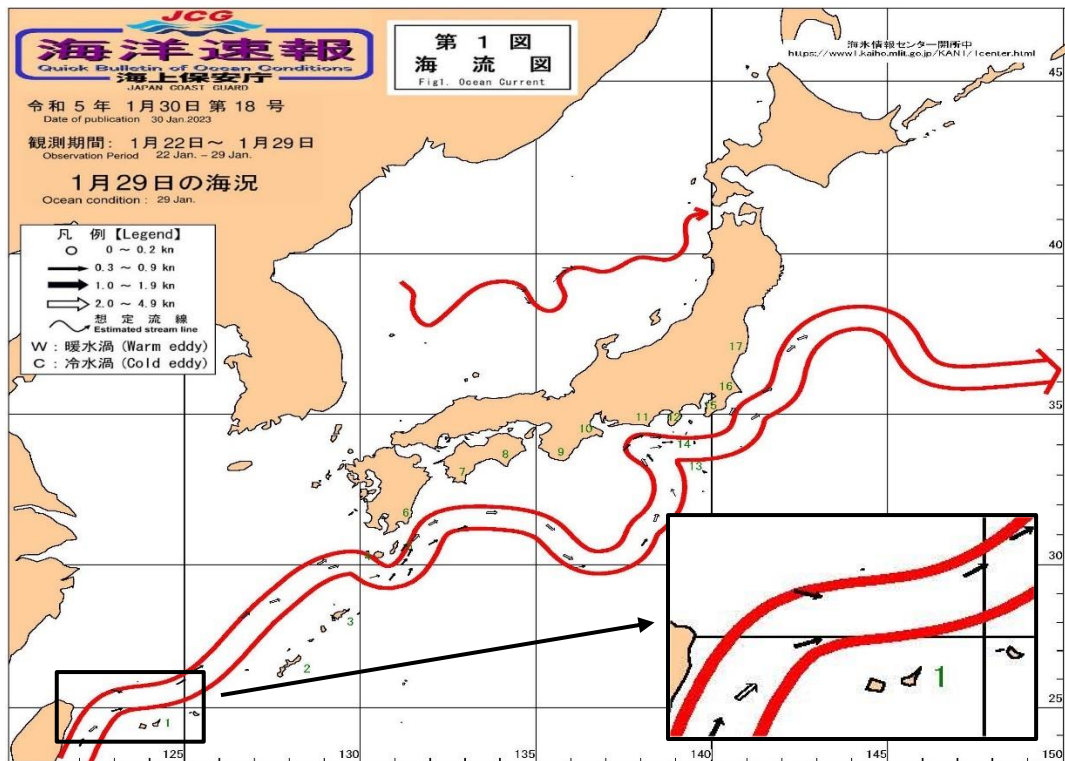 JCG
海洋速報
Quick Bulletin of Ocean Conditions
海上保安庁
JAPAN COAST GUARD
令和5年 1月30日 第 18 号
Date of publication 30 Jan.2023
観測期間: 1月22日～ 1月29日
Observation Period 22 Jan. - 29 Jan.
1月29日の海況
Ocean condition : 29 Jan.
第 1 図
海 流 図
Fig1. Ocean Current
海氷情報センター開所中
https://www1.kaiho.mlit.go.jp/KAN1/1center.html
凡 例【Legend】
0 ～ 0.2 kn
0.3 ～ 0.9 kn
1.0 ～ 1.9 kn
2.0 ～ 4.9 kn
想 定 流 線
Estimated stream line
W : 暖水渦 (Warm eddy)
C : 冷水渦 (Cold eddy)
45
40
35
30
25
17
16
15
12
11
10
14
13
8
7
6
3
2
1
1
125
130
135
140
145
150